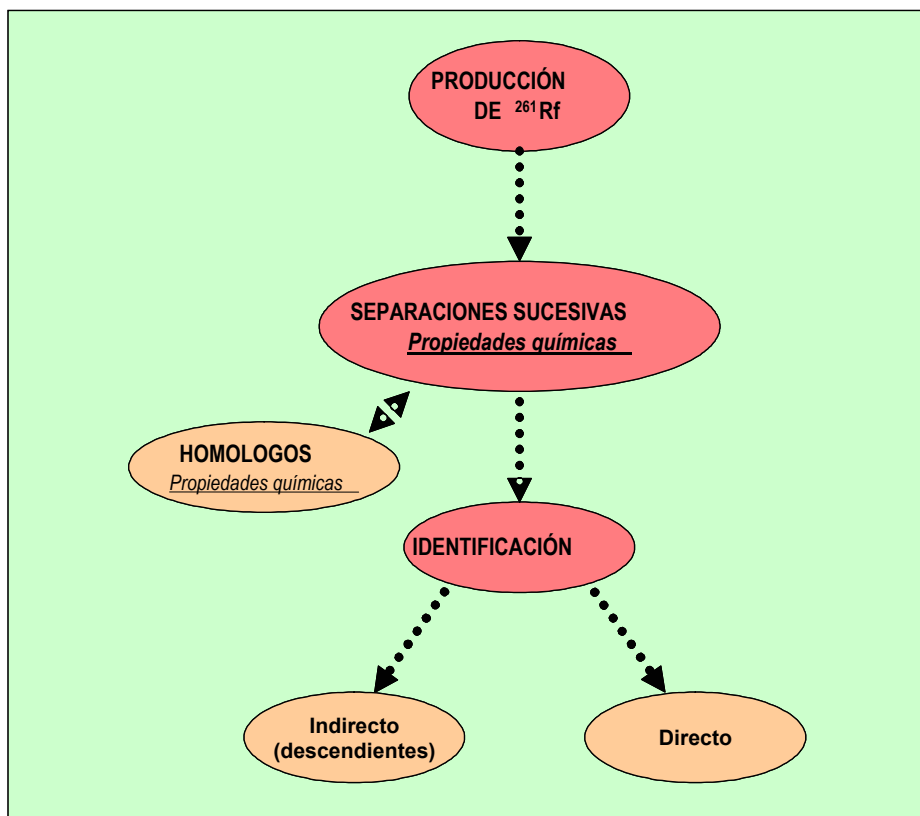 PRODUCCIÓN
DE ²⁶¹Rf
SEPARACIONES SUCESIVAS
Propiedades químicas
HOMOLOGOS
Propiedades químicas
IDENTIFICACIÓN
Indirecto
(descendientes)
Directo